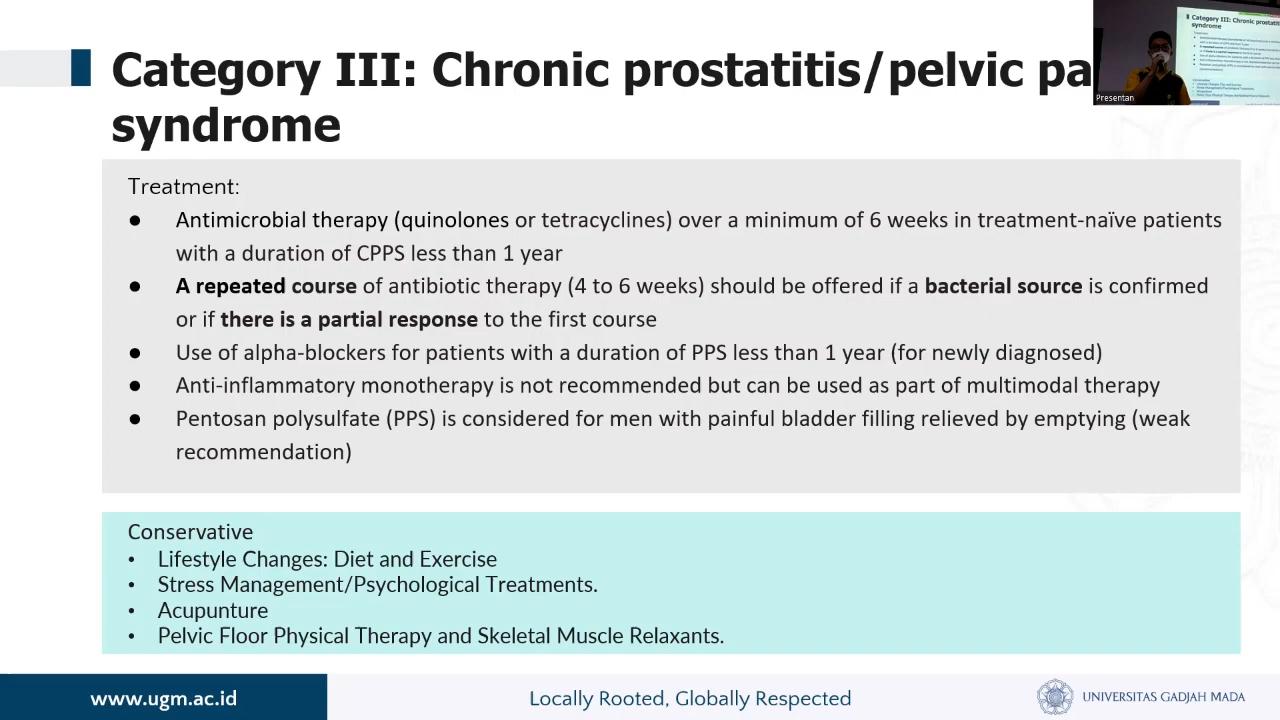 Category III: Chronic prostatitis/pelvic pa
syndrome
Treatment:
● Antimicrobial therapy (quinolones or tetracyclines) over a minimum of 6 weeks in treatment-naïve patients
with a duration of CPPS less than 1 year
● A repeated course of antibiotic therapy (4 to 6 weeks) should be offered if a bacterial source is confirmed
or if there is a partial response to the first course
● Use of alpha-blockers for patients with a duration of PPS less than 1 year (for newly diagnosed)
● Anti-inflammatory monotherapy is not recommended but can be used as part of multimodal therapy
● Pentosan polysulfate (PPS) is considered for men with painful bladder filling relieved by emptying (weak
recommendation)
Conservative
• Lifestyle Changes: Diet and Exercise
• Stress Management/Psychological Treatments.
• Acupunture
• Pelvic Floor Physical Therapy and Skeletal Muscle Relaxants.
www.ugm.ac.id
Locally Rooted, Globally Respected
UNIVERSITAS GADJAH MADA
Category III: Chronic prostatit
syndrome
Presentan